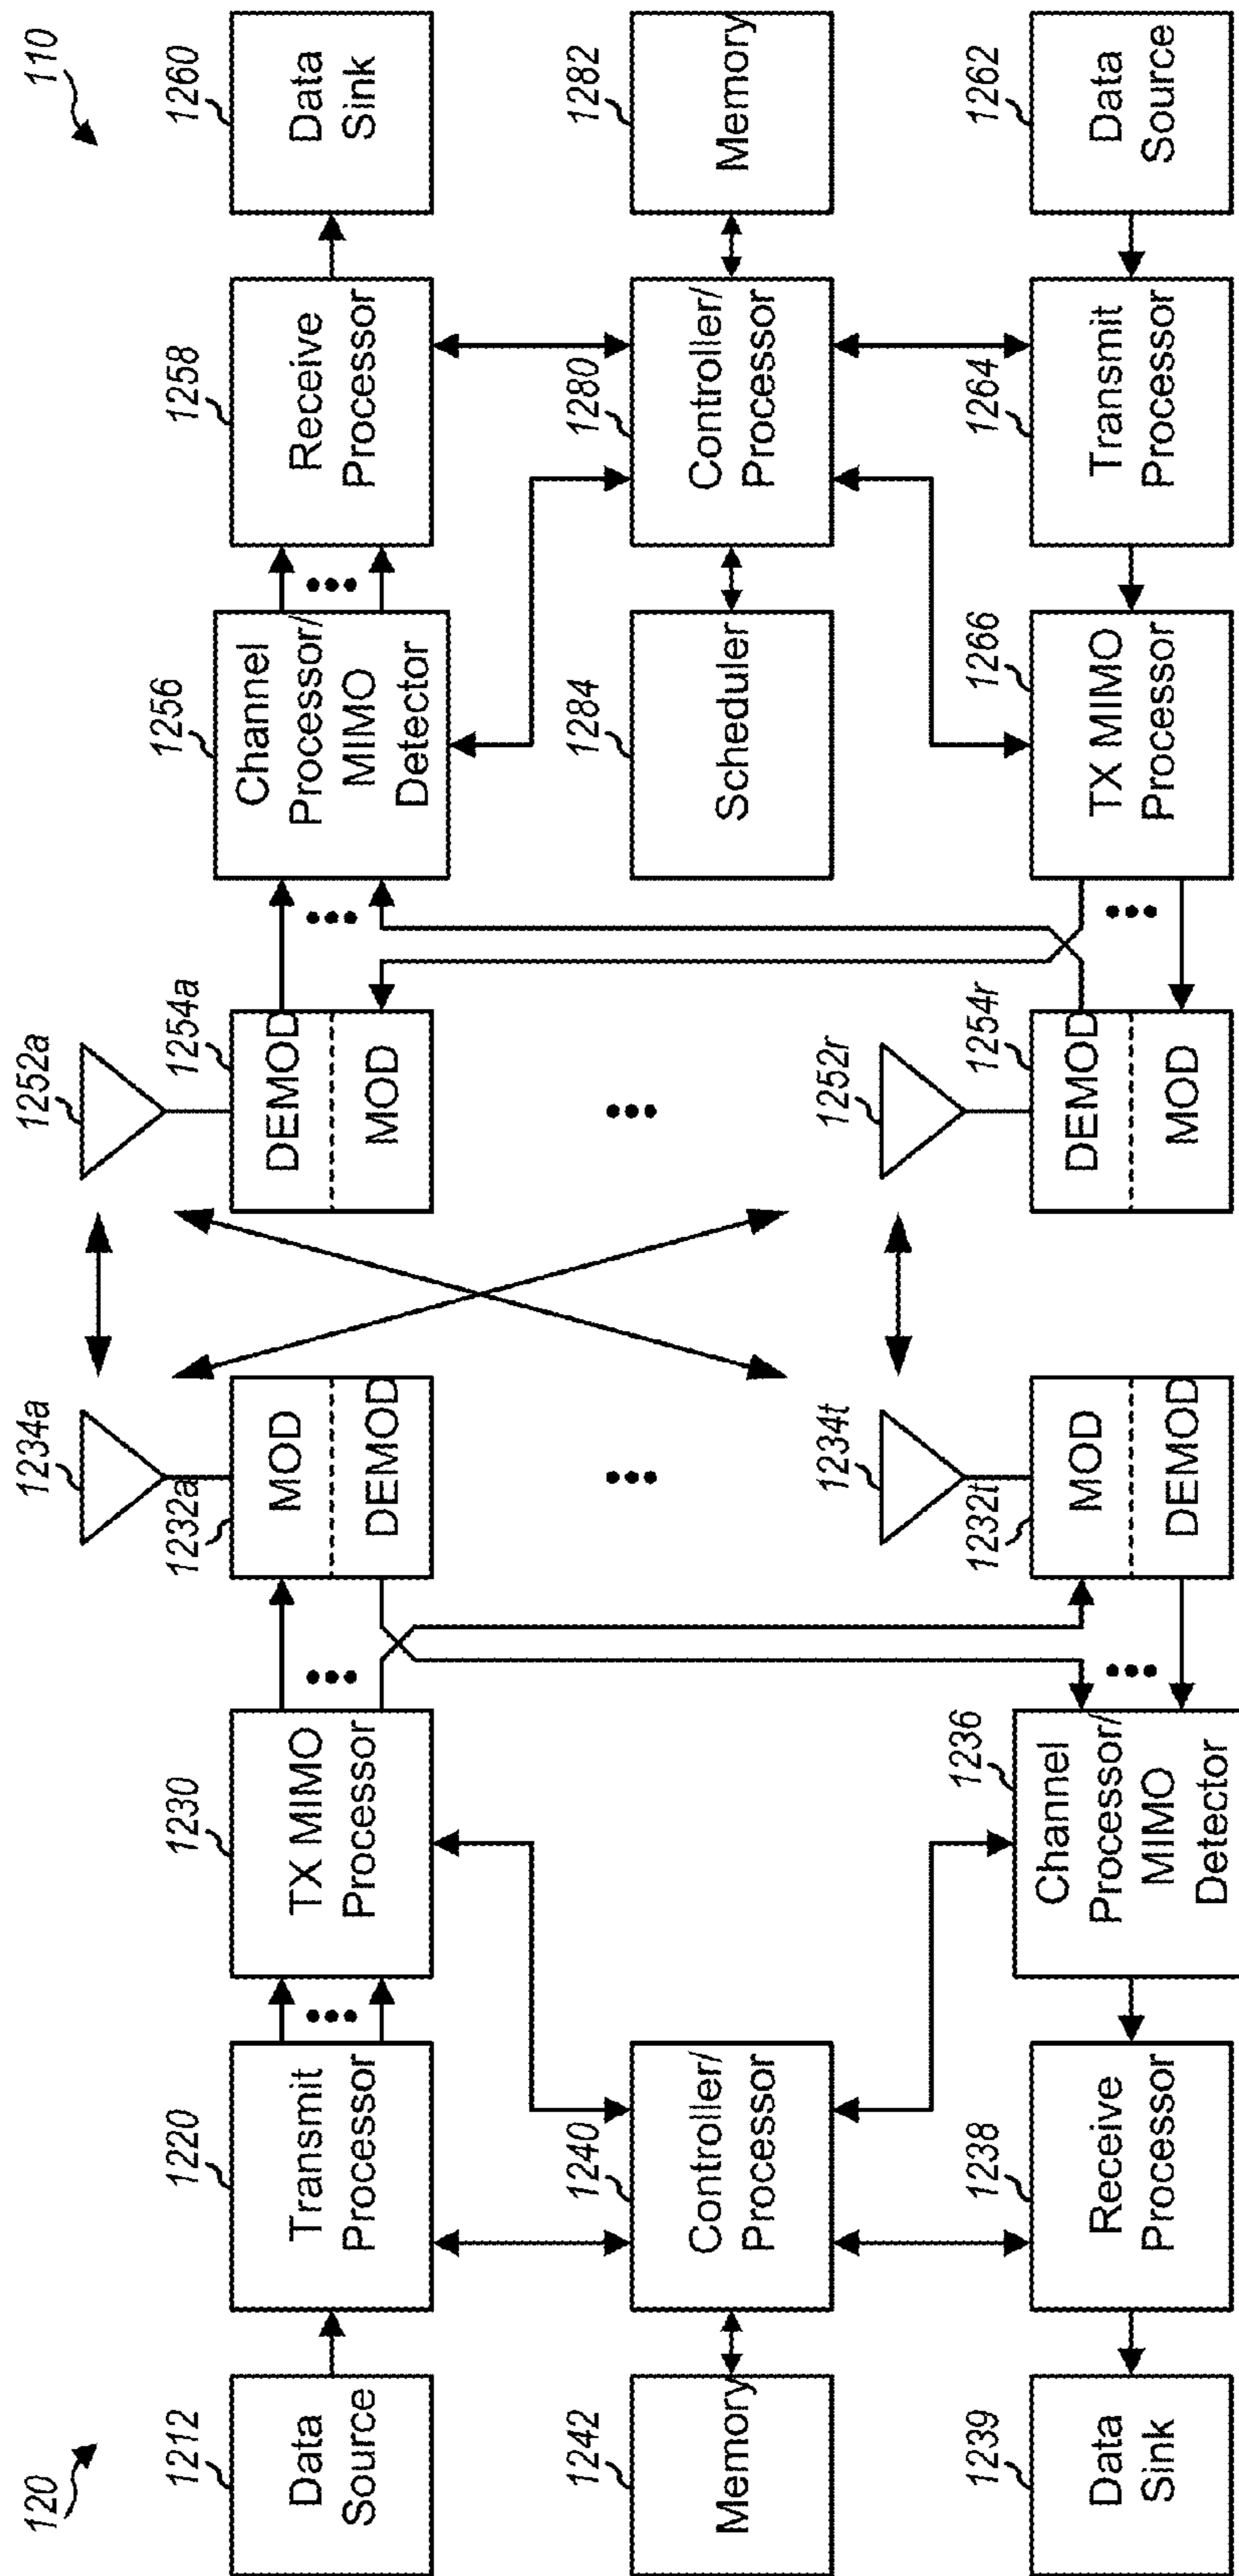 120
110
1234a
1252a
1212
1220
1230
1232a
1254a
1256
1258
1260
Data
Source
Transmit
Processor
TX MIMO
Processor
MOD
DEMOD
DEMOD
MOD
Channel
Processor/
MIMO
Detector
Receive
Processor
Data
Sink
1242
1240
1284
1280
1282
Memory
Controller/
Processor
Scheduler
Controller/
Processor
Memory
1234t
1252r
1239
1238
1236
1232t
1254r
1266
1264
1262
Data
Sink
Receive
Processor
Channel
Processor/
MIMO
Detector
MOD
DEMOD
DEMOD
MOD
TX MIMO
Processor
Transmit
Processor
Data
Source